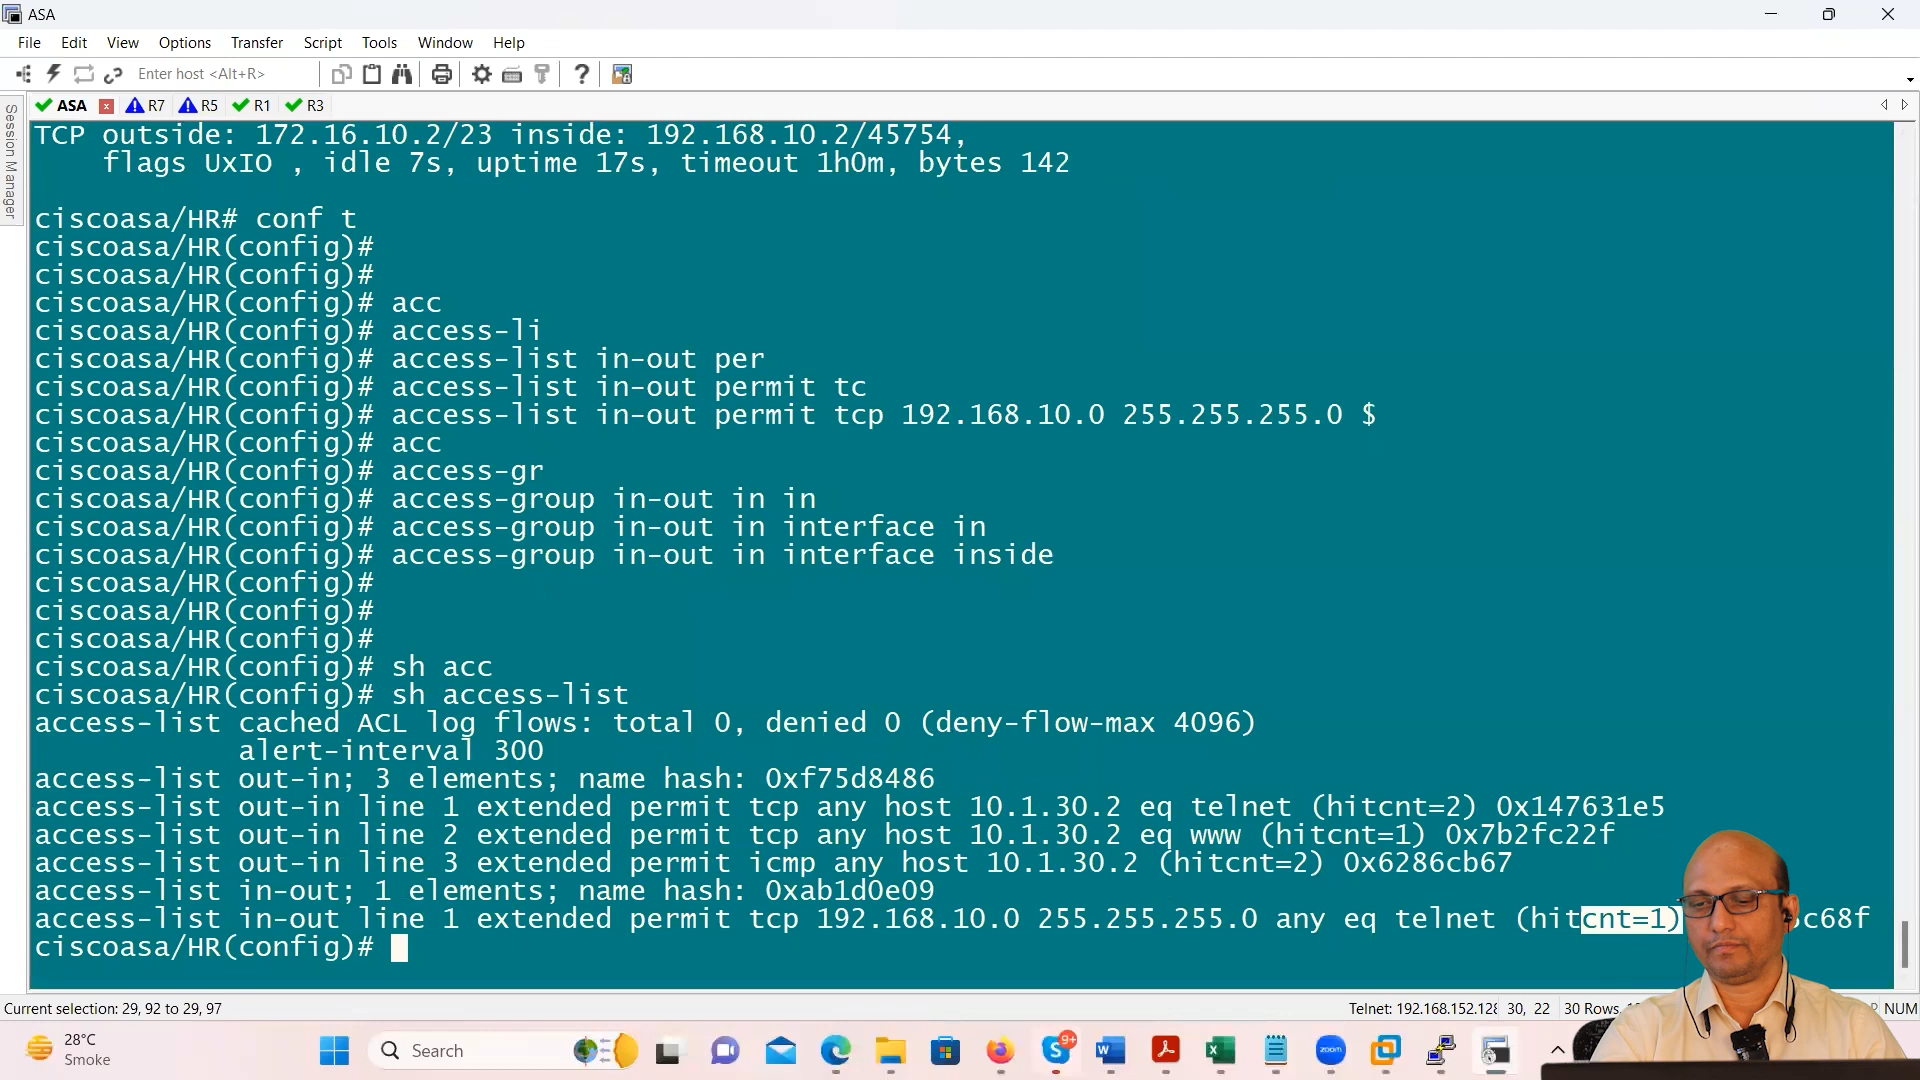 ASA
File Edit View Options Transfer Script Tools Window Help
Enter host <Alt+R>
Session Manager
ASA R7 R5 R1 R3
TCP outside: 172.16.10.2/23 inside: 192.168.10.2/45754,
flags UxIO , idle 7s, uptime 17s, timeout 1h0m, bytes 142
ciscoasa/HR# conf t
ciscoasa/HR(config)#
ciscoasa/HR(config)#
ciscoasa/HR(config)# acc
ciscoasa/HR(config)# access-li
ciscoasa/HR(config)# access-list in-out per
ciscoasa/HR(config)# access-list in-out permit tc
ciscoasa/HR(config)# access-list in-out permit tcp 192.168.10.0 255.255.255.0 $
ciscoasa/HR(config)# acc
ciscoasa/HR(config)# access-gr
ciscoasa/HR(config)# access-group in-out in in
ciscoasa/HR(config)# access-group in-out in interface in
ciscoasa/HR(config)# access-group in-out in interface inside
ciscoasa/HR(config)#
ciscoasa/HR(config)#
ciscoasa/HR(config)#
ciscoasa/HR(config)# sh acc
ciscoasa/HR(config)# sh access-list
access-list cached ACL log flows: total 0, denied 0 (deny-flow-max 4096)
alert-interval 300
access-list out-in; 3 elements; name hash: 0xf75d8486
access-list out-in line 1 extended permit tcp any host 10.1.30.2 eq telnet (hitcnt=2) 0x147631e5
access-list out-in line 2 extended permit tcp any host 10.1.30.2 eq www (hitcnt=1) 0x7b2fc22f
access-list out-in line 3 extended permit icmp any host 10.1.30.2 (hitcnt=2) 0x6286cb67
access-list in-out; 1 elements; name hash: 0xab1d0e09
access-list in-out line 1 extended permit tcp 192.168.10.0 255.255.255.0 any eq telnet (hitcnt=1) c68f
ciscoasa/HR(config)#
Current selection: 29, 92 to 29, 97 Telnet: 192.168.152.128 30, 22 30 Rows, NUM
28°C
Smoke
Search
9+
zoom